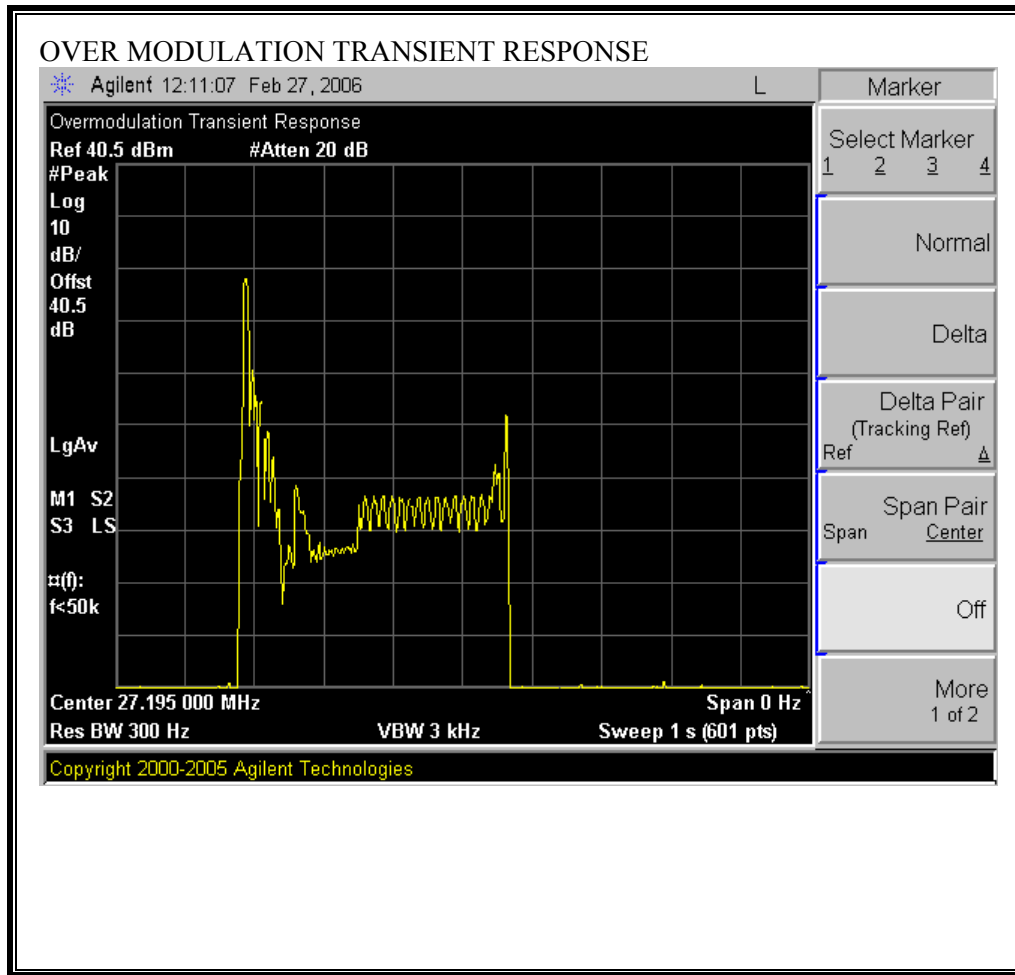 OVER MODULATION TRANSIENT RESPONSE
Agilent 12:11:07 Feb 27, 2006 L
Marker
Overmodulation Transient Response
Ref 40.5 dBm #Atten 20 dB
#Peak
Log
10
dB/
Offst
40.5
dB
LgAv
M1 S2
S3 LS
¤(f):
f<50k
Center 27.195 000 MHz Span 0 Hz^
Res BW 300 Hz VBW 3 kHz Sweep 1 s (601 pts)
Select Marker
1 2 3 4
Normal
Delta
Delta Pair
(Tracking Ref)
Ref Δ
Span Pair
Span Center
Off
More
1 of 2
Copyright 2000-2005 Agilent Technologies